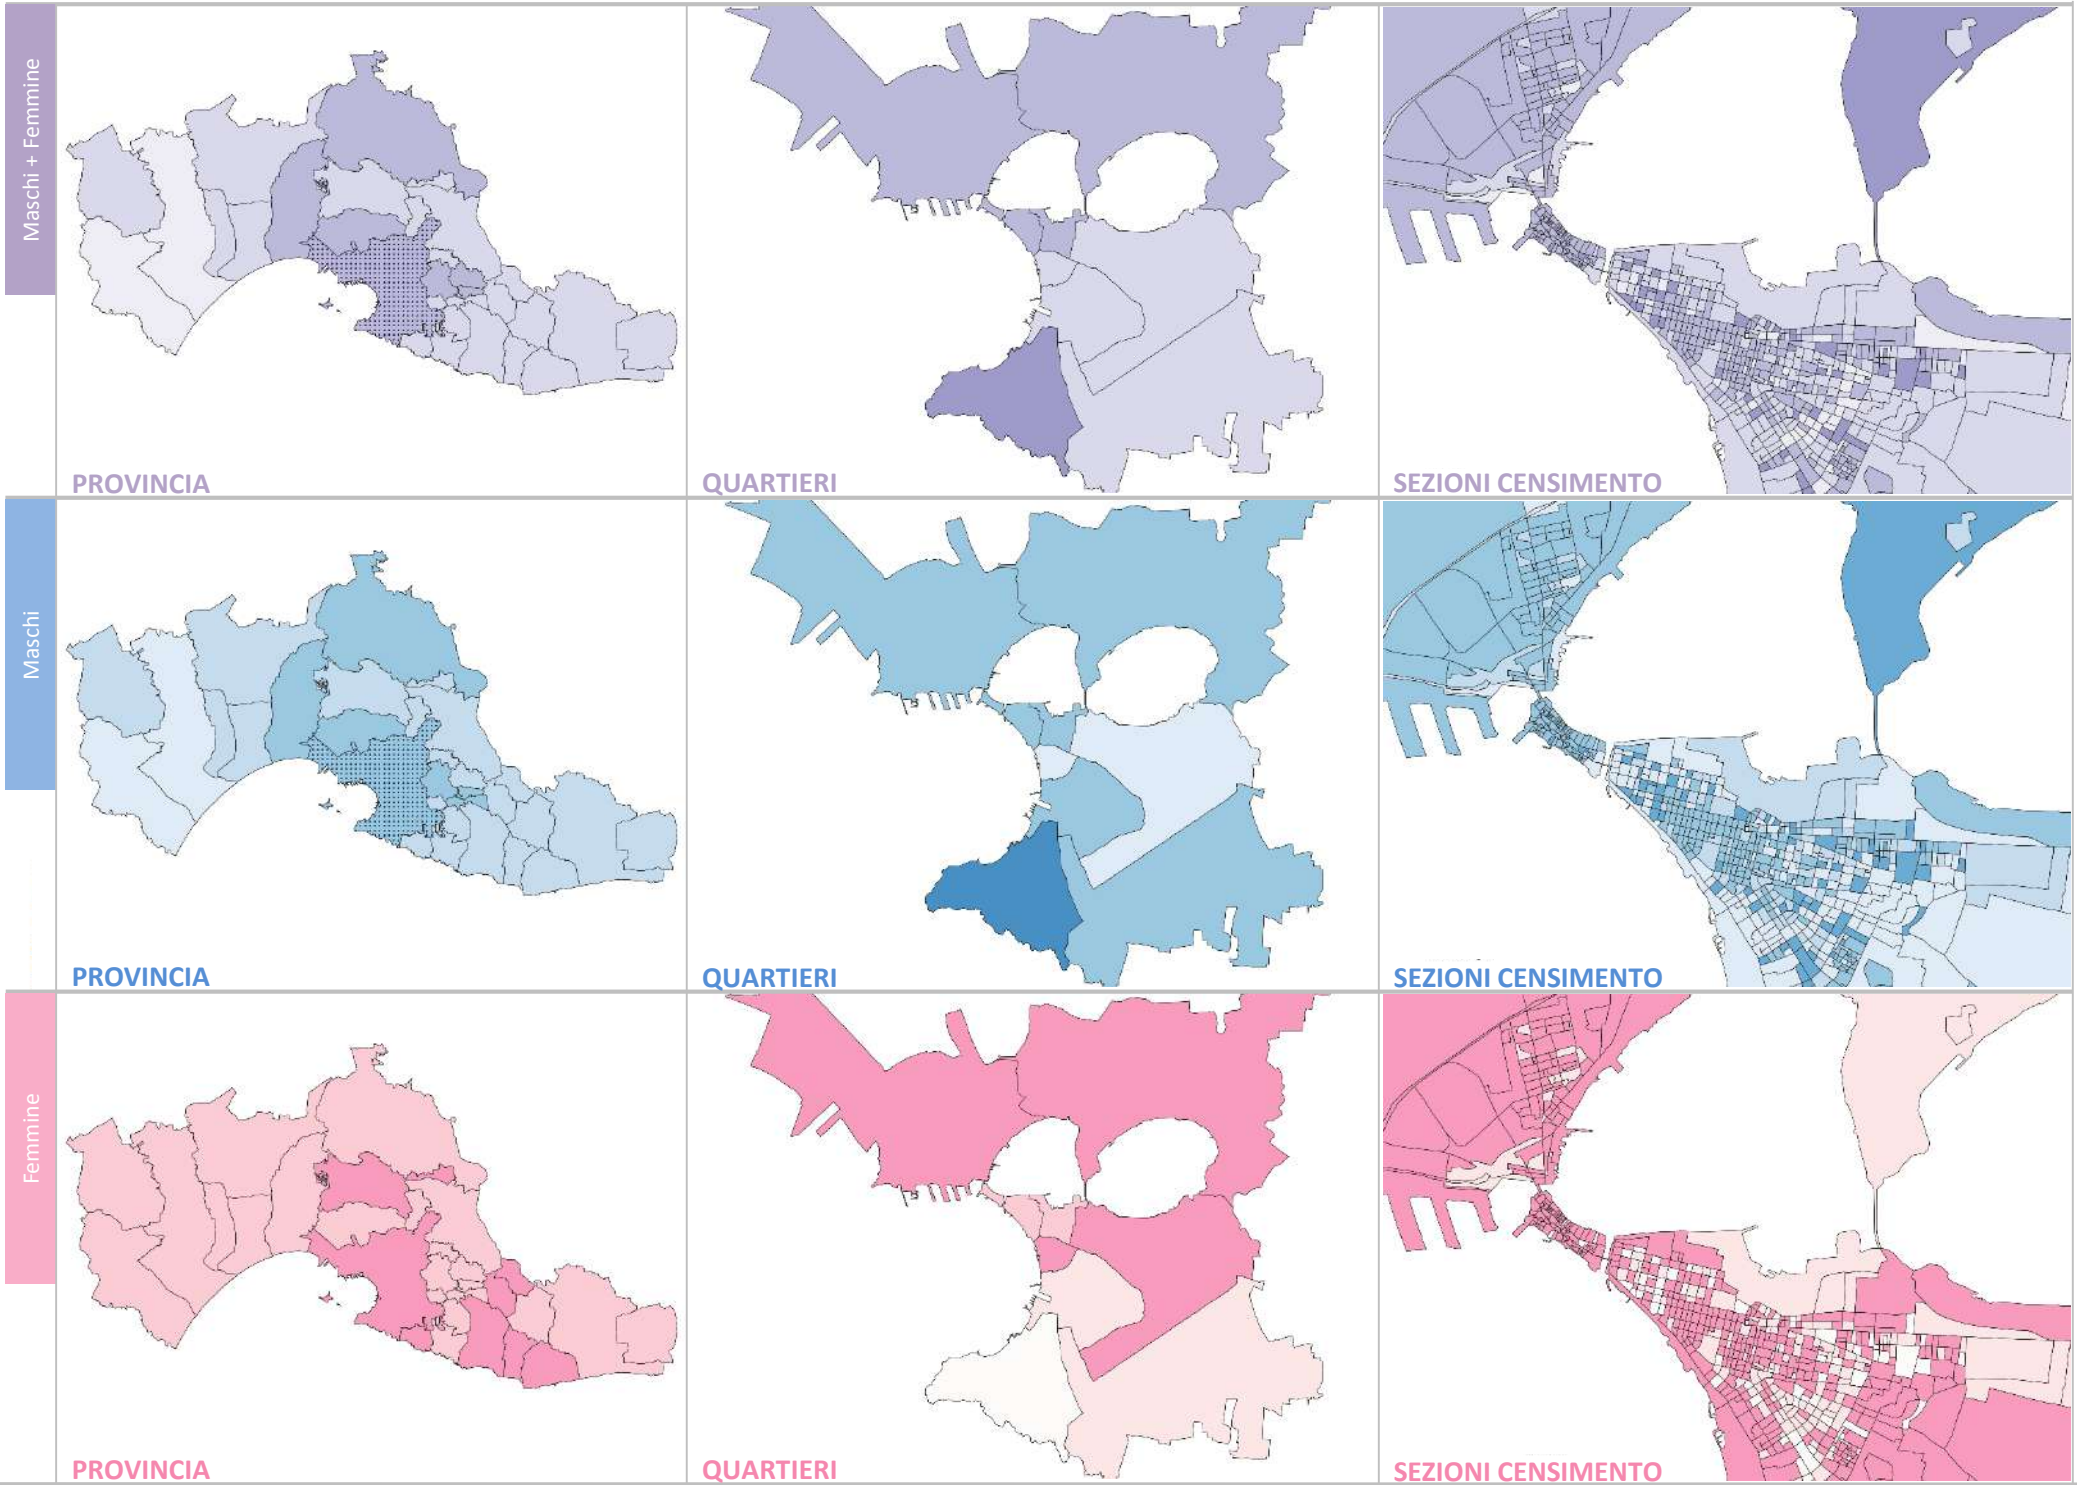 Maschi + Femmine
PROVINCIA
QUARTIERI
SEZIONI CENSIMENTO
Maschi
PROVINCIA
QUARTIERI
SEZIONI CENSIMENTO
Femmine
PROVINCIA
QUARTIERI
SEZIONI CENSIMENTO